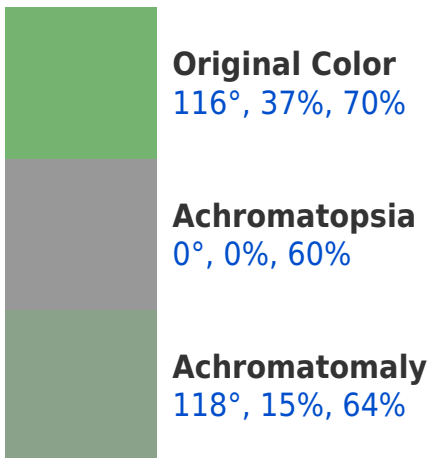 Original Color
116°, 37%, 70%
Achromatopsia
0°, 0%, 60%
Achromatomaly
118°, 15%, 64%